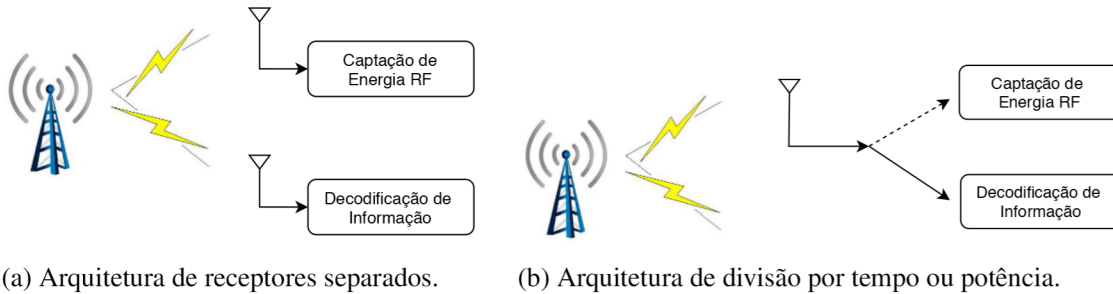 Captação de
Energia RF
Decodificação de
Informação
(a) Arquitetura de receptores separados.
Captação de
Energia RF
Decodificação de
Informação
(b) Arquitetura de divisão por tempo ou potência.